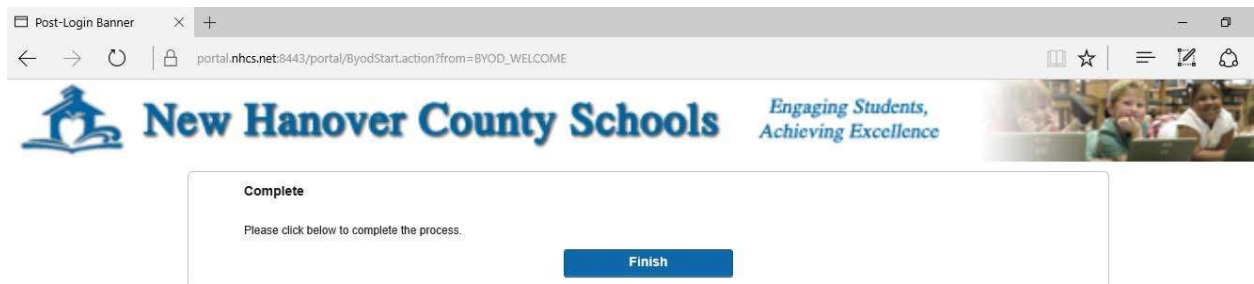 Post-Login Banner
portal.nhcs.net:8443/portal/ByodStart.action?from=BYOD_WELCOME
New Hanover County Schools
Engaging Students,
Achieving Excellence
Complete
Please click below to complete the process.
Finish